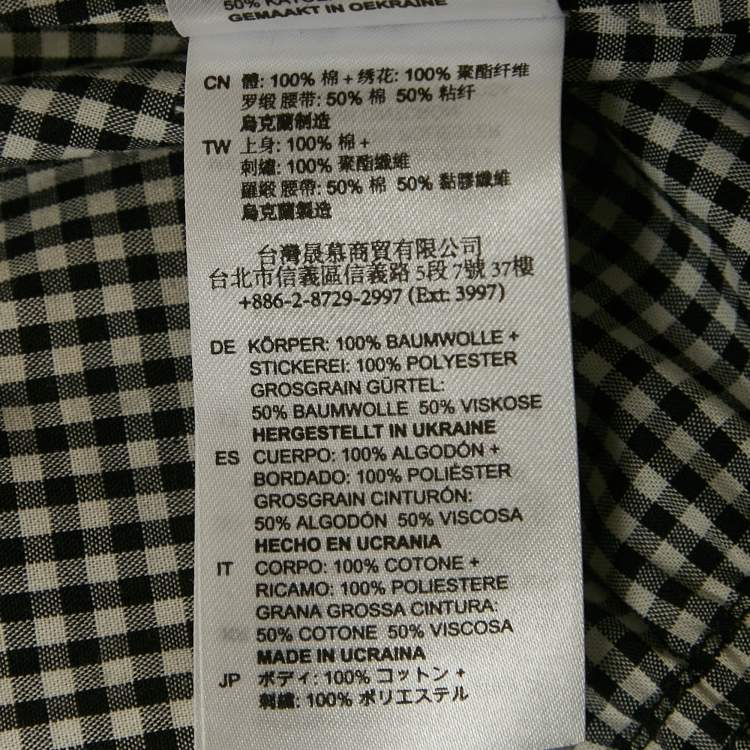 50% KATOEN
GEMAAKT IN OEKRAÏNE
CN 體: 100% 棉 + 绣花: 100% 聚酯纤维
罗缎 腰带: 50% 棉 50% 粘纤
烏克蘭制造
TW 上身: 100% 棉 +
刺繡: 100% 聚酯纖維
羅緞 腰帶: 50% 棉 50% 黏膠纖維
烏克蘭製造
台灣晟慕商貿有限公司
台北市信義區信義路 5段 7號 37樓
+886-2-8729-2997 (Ext: 3997)
DE KÖRPER: 100% BAUMWOLLE +
STICKEREI: 100% POLYESTER
GROSGRAIN GÜRTEL:
50% BAUMWOLLE 50% VISKOSE
HERGESTELLT IN UKRAINE
ES CUERPO: 100% ALGODÓN +
BORDADO: 100% POLIÉSTER
GROSGRAIN CINTURÓN:
50% ALGODÓN 50% VISCOSA
HECHO EN UCRANIA
IT CORPO: 100% COTONE +
RICAMO: 100% POLIESTERE
GRANA GROSSA CINTURA:
50% COTONE 50% VISCOSA
MADE IN UCRAINA
JP ボディ: 100% コットン +
刺繍: 100% ポリエステル